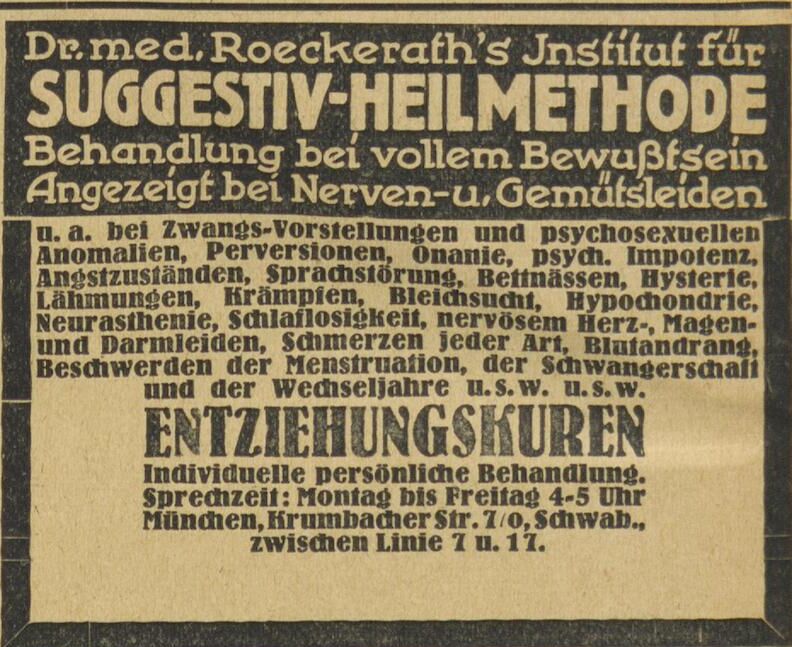 Dr. med. Roeckerath's Institut für
SUGGESTIV-HEILMETHODE
Behandlung bei vollem Bewußtsein
Angezeigt bei Nerven- u. Gemütsleiden
u. a. bei Zwangs-Vorstellungen und psychosexuellen
Anomalien, Perversionen, Onanie, psych. Impotenz,
Angstzuständen, Sprachstörung, Bettnässen, Hysterie,
Lähmungen, Krämpfen, Bleichsucht, Hypochondrie,
Neurasthenie, Schlaflosigkeit, nervösem Herz-, Magen-
und Darmleiden, Schmerzen jeder Art, Blutandrang,
Beschwerden der Menstruation, der Schwangerschaft
und der Wechseljahre u.s.w. u.s.w.
ENTZIEHUNGSKUREN
Individuelle persönliche Behandlung.
Sprechzeit: Montag bis Freitag 4-5 Uhr
München, Krumbacher Str. 7/0, Schwab.,
zwischen Linie 7 u. 17.